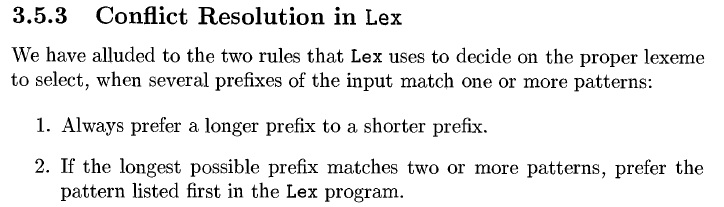 3.5.3 Conflict Resolution in Lex
We have alluded to the two rules that Lex uses to decide on the proper lexeme
to select, when several prefixes of the input match one or more patterns:
1. Always prefer a longer prefix to a shorter prefix.
2. If the longest possible prefix matches two or more patterns, prefer the
pattern listed first in the Lex program.